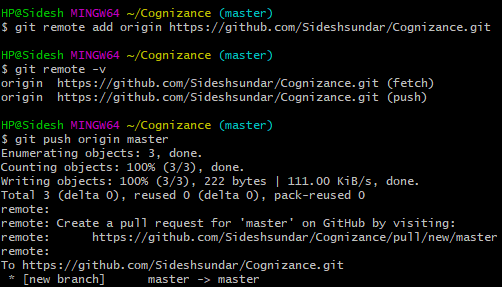 HP@Sidesh MINGW64 ~/Cognizance (master)
$ git remote add origin https://github.com/Sideshsundar/Cognizance.git
HP@Sidesh MINGW64 ~/Cognizance (master)
$ git remote -v
origin  https://github.com/Sideshsundar/Cognizance.git (fetch)
origin  https://github.com/Sideshsundar/Cognizance.git (push)
HP@Sidesh MINGW64 ~/Cognizance (master)
$ git push origin master
Enumerating objects: 3, done.
Counting objects: 100% (3/3), done.
Writing objects: 100% (3/3), 222 bytes | 111.00 KiB/s, done.
Total 3 (delta 0), reused 0 (delta 0), pack-reused 0
remote:
remote: Create a pull request for 'master' on GitHub by visiting:
remote:      https://github.com/Sideshsundar/Cognizance/pull/new/master
remote:
To https://github.com/Sideshsundar/Cognizance.git
 * [new branch]      master -> master